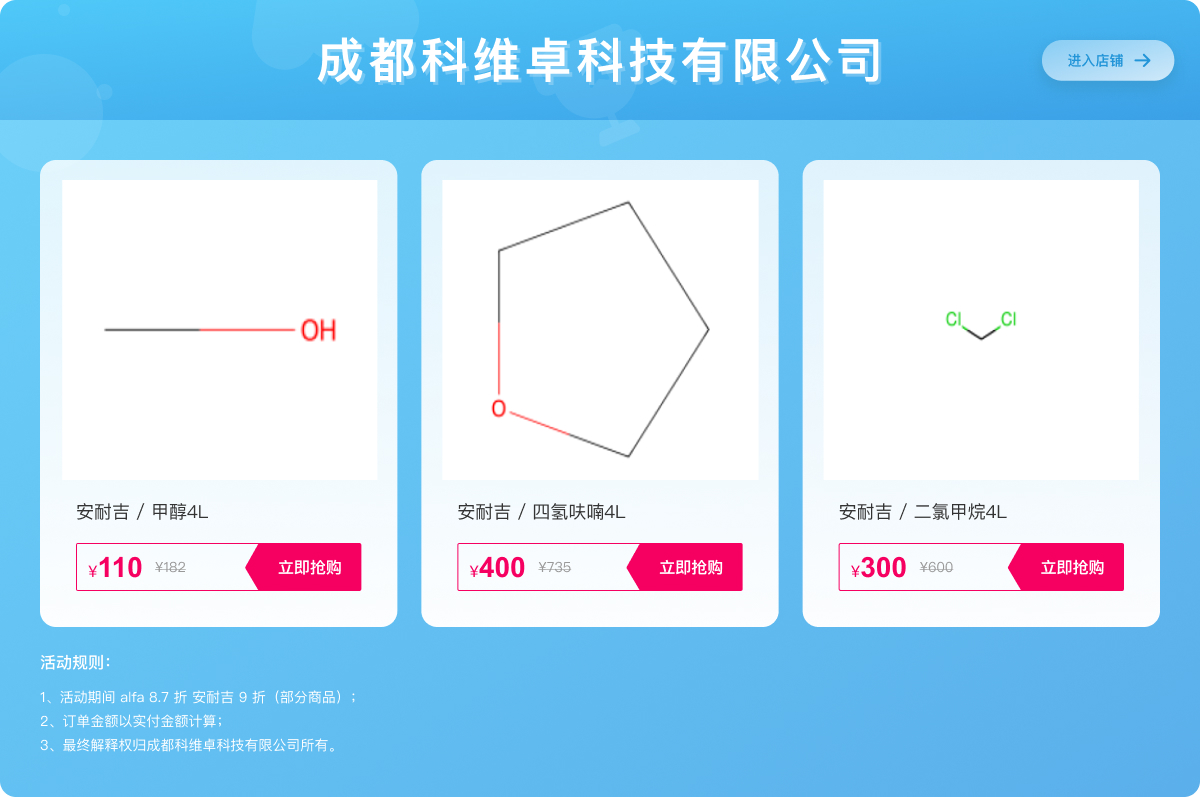 成都科维卓科技有限公司
进入店铺
OH
O
Cl Cl
安耐吉 / 甲醇4L
安耐吉 / 四氢呋喃4L
安耐吉 / 二氯甲烷4L
¥110 ¥182 立即抢购
¥400 ¥735 立即抢购
¥300 ¥600 立即抢购
活动规则：
1、活动期间 alfa 8.7 折 安耐吉 9 折（部分商品）；
2、订单金额以实付金额计算；
3、最终解释权归成都科维卓科技有限公司所有。